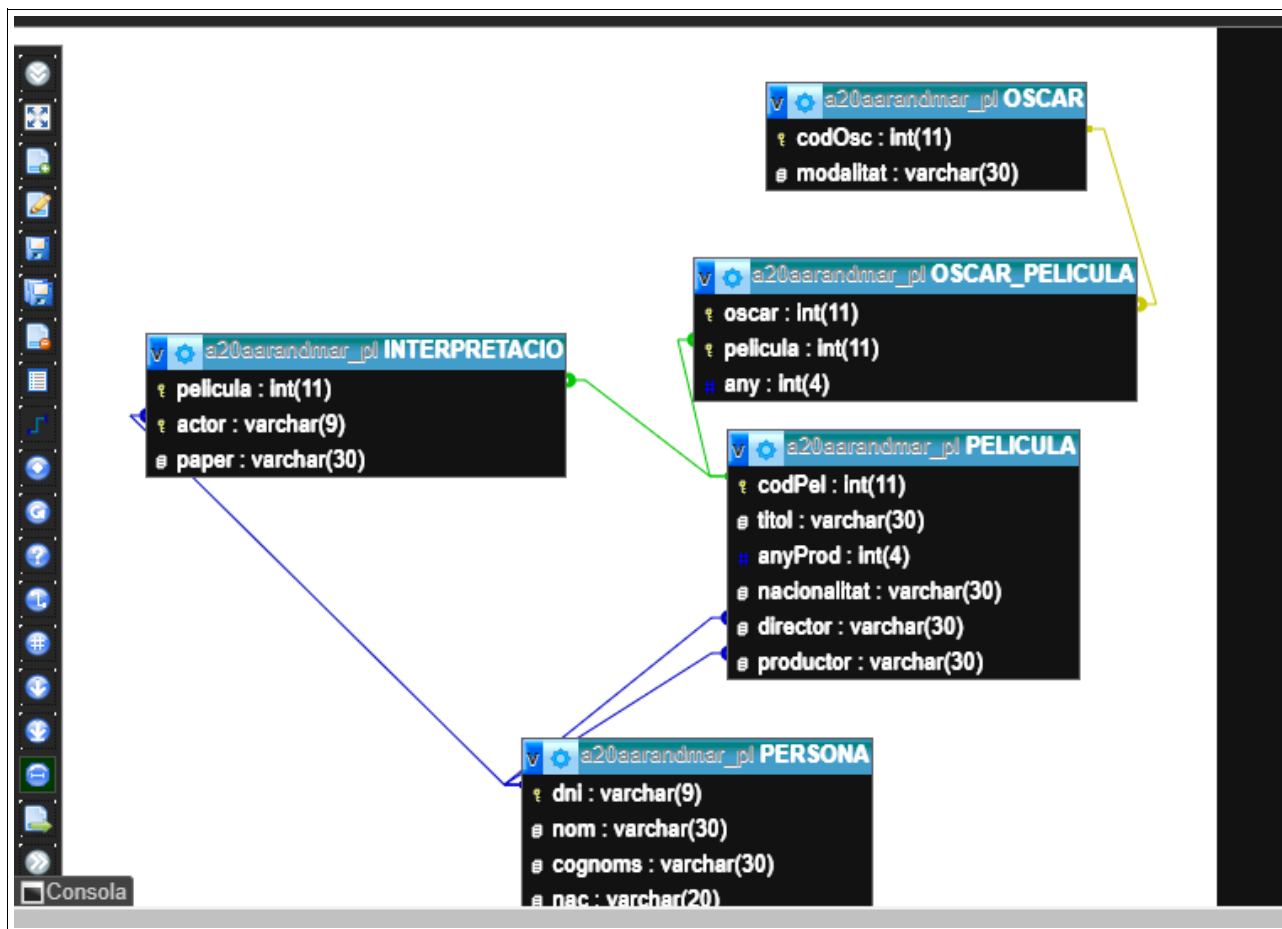 v a20aarandmar_pl OSCAR
codOsc : int(11)
modalitat : varchar(30)
v a20aarandmar_pl OSCAR_PELICULA
oscar : int(11)
pelicula : int(11)
# any : int(4)
v a20aarandmar_pl INTERPRETACIO
pelicula : int(11)
actor : varchar(9)
paper : varchar(30)
v a20aarandmar_pl PELICULA
codPel : int(11)
titol : varchar(30)
# anyProd : int(4)
nacionalitat : varchar(30)
director : varchar(30)
productor : varchar(30)
v a20aarandmar_pl PERSONA
dni : varchar(9)
nom : varchar(30)
cognoms : varchar(30)
nac : varchar(20)
Consola